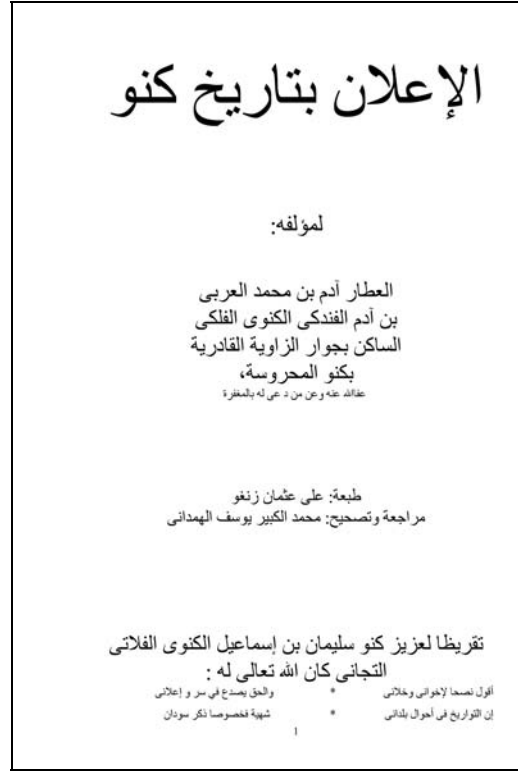 الإعلان بتاريخ كنو
لمؤلفه:
العطار آدم بن محمد العربى
بن آدم الفندكى الكنوى الفلكى
الساكن بجوار الزاوية القادرية
بكنو المحروسة،
عفاالله عنه وعن من د عى له بالمغفرة
طبعة: على عثمان زنغو
مراجعة وتصحيح: محمد الكبير يوسف الهمدانى
تقريظا لعزيز كنو سليمان بن إسماعيل الكنوى الفلاتى
التجانى كان الله تعالى له :
أقول نصحا لإخوانى وخلانى * والحق يصدع في سر و إعلانى
إن التواريخ فى أحوال بلدانى * شهية فخصوصا ذكر سودان
1